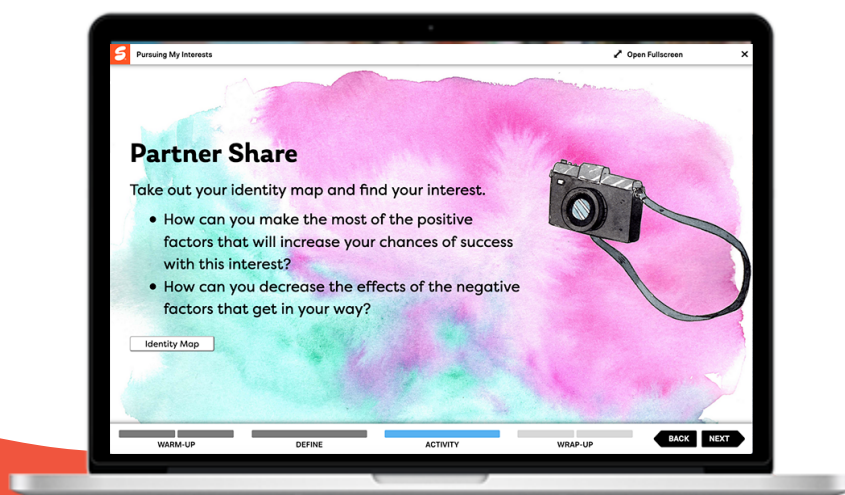 Pursuing My Interests
Open Fullscreen
Partner Share
Take out your identity map and find your interest.
• How can you make the most of the positive
factors that will increase your chances of success
with this interest?
• How can you decrease the effects of the negative
factors that get in your way?
Identity Map
WARM-UP
DEFINE
ACTIVITY
WRAP-UP
BACK
NEXT